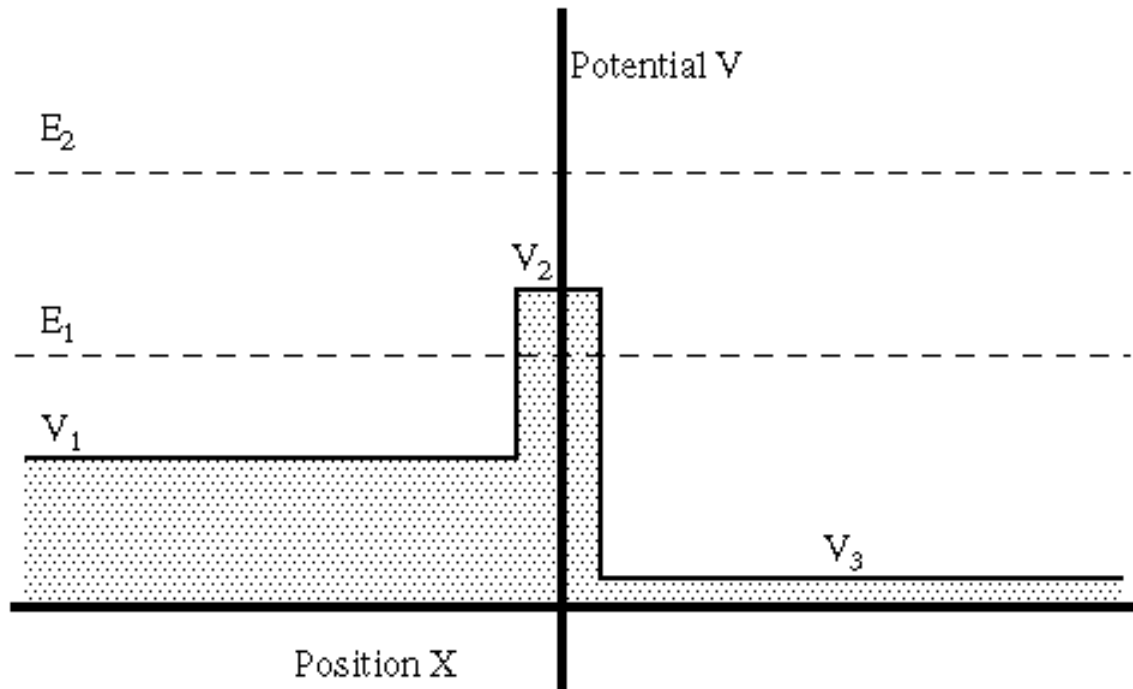 Potential V
E₂
V₂
E₁
V₁
V₃
Position X